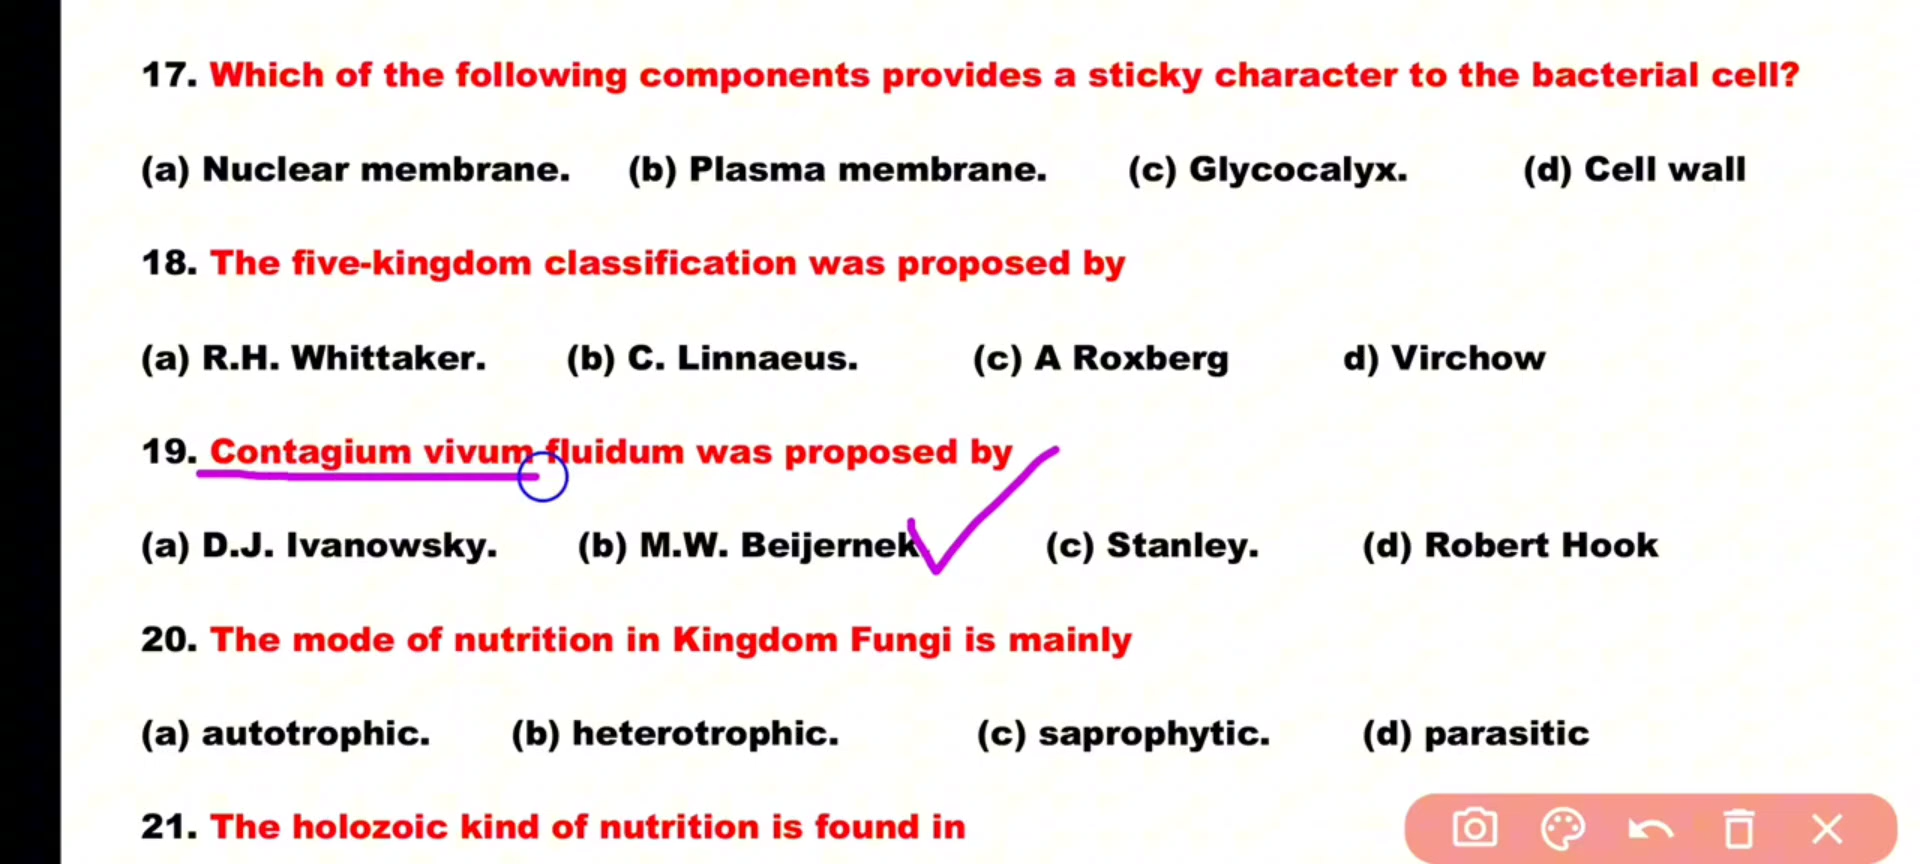 17. Which of the following components provides a sticky character to the bacterial cell?
(a) Nuclear membrane. (b) Plasma membrane. (c) Glycocalyx. (d) Cell wall
18. The five-kingdom classification was proposed by
(a) R.H. Whittaker. (b) C. Linnaeus. (c) A Roxberg d) Virchow
19. Contagium vivum fluidum was proposed by
(a) D.J. Ivanowsky. (b) M.W. Beijernek (c) Stanley. (d) Robert Hook
20. The mode of nutrition in Kingdom Fungi is mainly
(a) autotrophic. (b) heterotrophic. (c) saprophytic. (d) parasitic
21. The holozoic kind of nutrition is found in